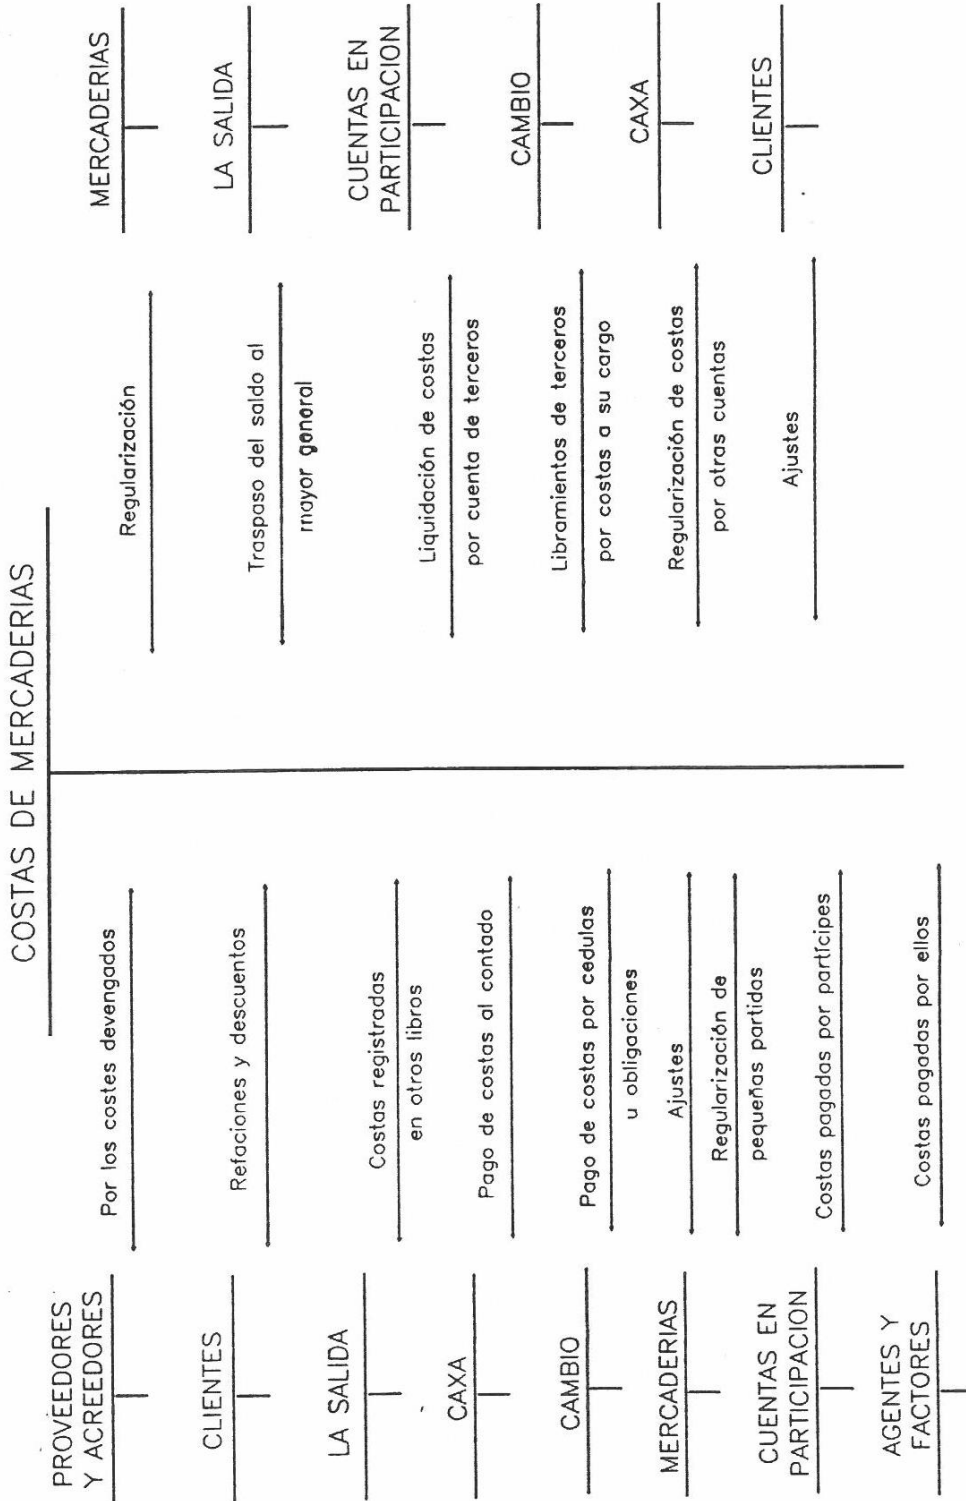 COSTAS DE MERCADERIAS
PROVEEDORES
Y ACREEDORES
Por los costes devengados
CLIENTES
Refaciones y descuentos
LA SALIDA
Costas registradas
en otros libros
CAXA
Pago de costas al contado
CAMBIO
Pago de costas por cedulas
u obligaciones
MERCADERIAS
Ajustes
Regularización de
pequeñas partidas
CUENTAS EN
PARTICIPACION
Costas pagadas por partícipes
AGENTES Y
FACTORES
Costas pagadas por ellos
Regularización
MERCADERIAS
Traspaso del saldo al
mayor general
LA SALIDA
Liquidación de costas
por cuenta de terceros
CUENTAS EN
PARTICIPACION
Libramientos de terceros
por costas a su cargo
CAMBIO
Regularización de costas
por otras cuentas
CAXA
Ajustes
CLIENTES